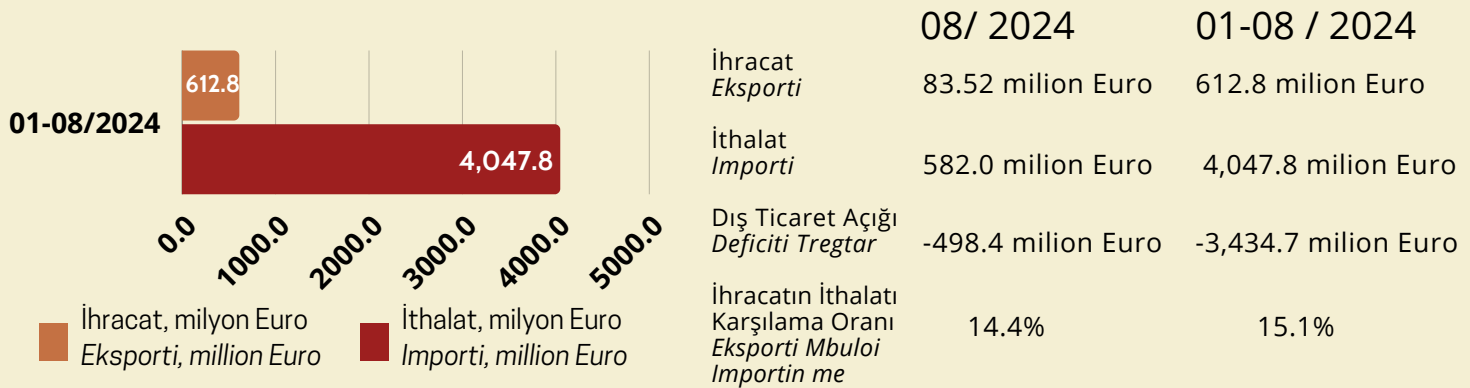 01-08/2024
612.8
4,047.8
0.0
1000.0
2000.0
3000.0
4000.0
5000.0
İhracat, milyon Euro
Eksporti, million Euro
İthalat, milyon Euro
Importi, million Euro
08/ 2024 01-08 / 2024
İhracat
Eksporti
83.52 milion Euro 612.8 milion Euro
İthalat
Importi
582.0 milion Euro 4,047.8 milion Euro
Dış Ticaret Açığı
Deficiti Tregtar
-498.4 milion Euro -3,434.7 milion Euro
İhracatın İthalatı
Karşılama Oranı
Eksporti Mbuloi
Importin me
14.4% 15.1%